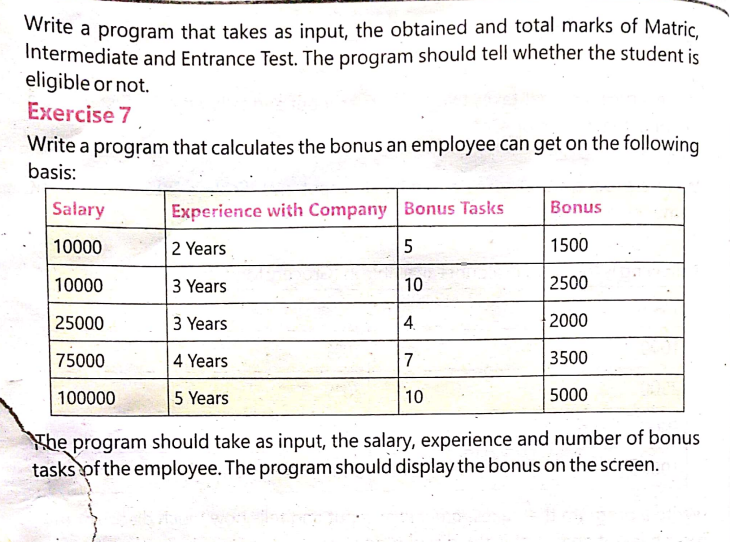 Write a program that takes as input, the obtained and total marks of Matric,
Intermediate and Entrance Test. The program should tell whether the student is
eligible or not.
Exercise 7
Write a program that calculates the bonus an employee can get on the following
basis:
Salary Experience with Company Bonus Tasks Bonus
10000 2 Years 5 1500
10000 3 Years 10 2500
25000 3 Years 4 2000
75000 4 Years 7 3500
100000 5 Years 10 5000
The program should take as input, the salary, experience and number of bonus
tasks of the employee. The program should display the bonus on the screen.